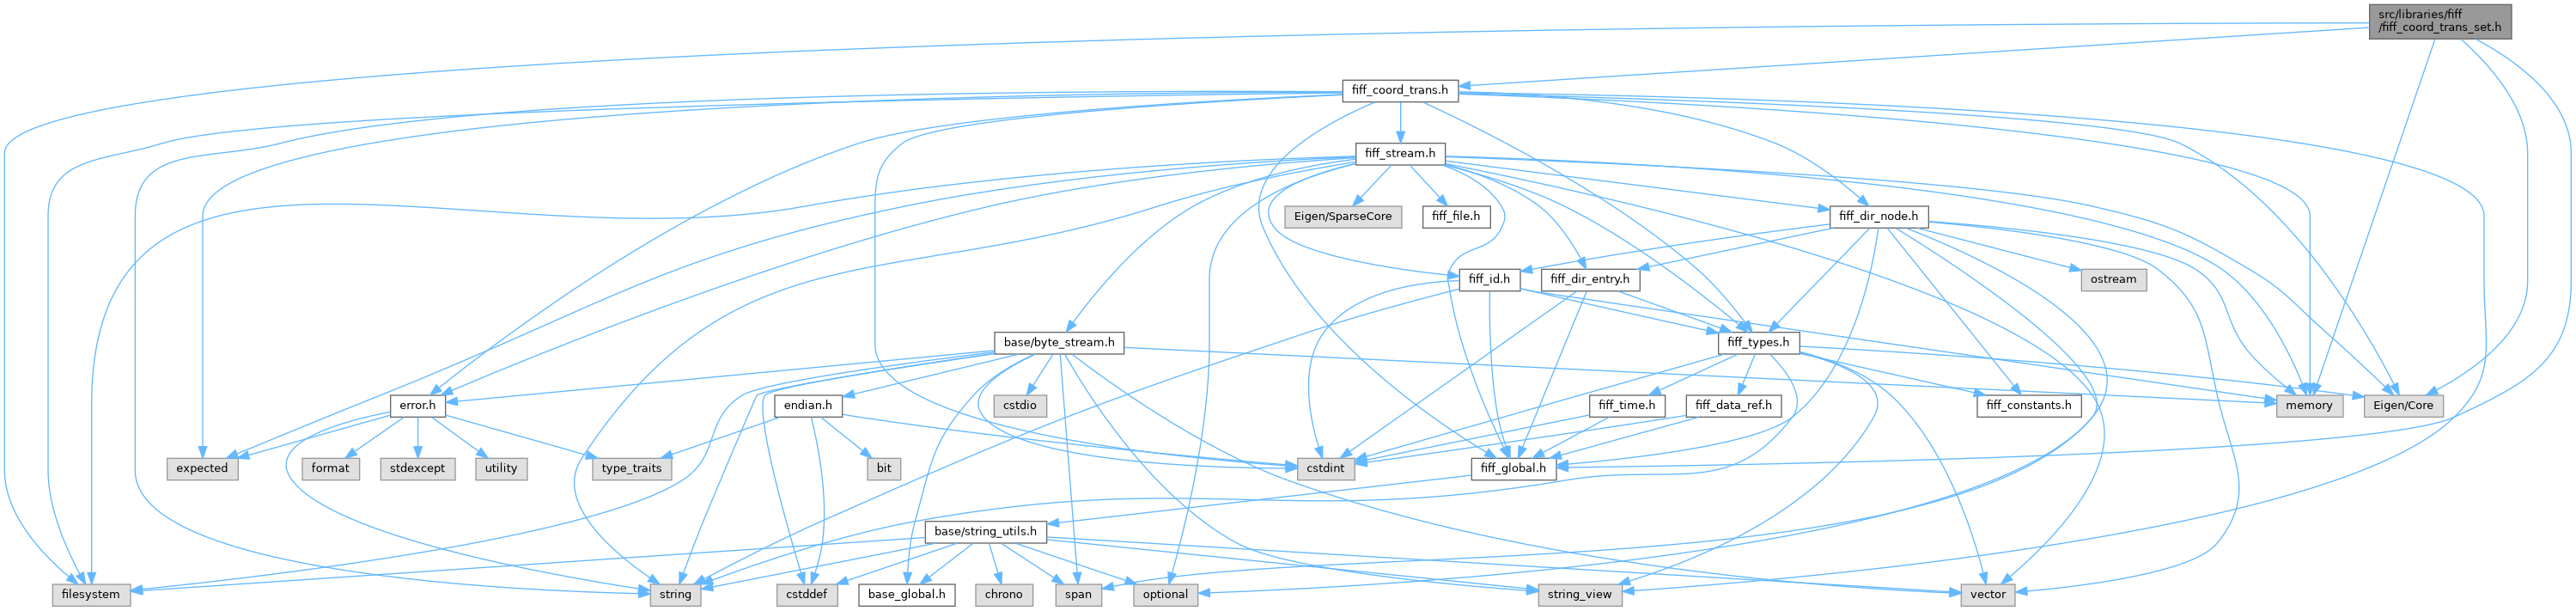 src/libraries/fiff
/fiff_coord_trans_set.h
fiff_coord_trans.h
fiff_stream.h
Eigen/SparseCore
fiff_file.h
fiff_dir_node.h
fiff_id.h
fiff_dir_entry.h
ostream
base/byte_stream.h
fiff_types.h
error.h
cstdio
endian.h
fiff_time.h
fiff_data_ref.h
fiff_constants.h
memory
Eigen/Core
expected
format
stdexcept
utility
type_traits
bit
cstdint
fiff_global.h
base/string_utils.h
filesystem
string
cstddef
base_global.h
chrono
span
optional
string_view
vector